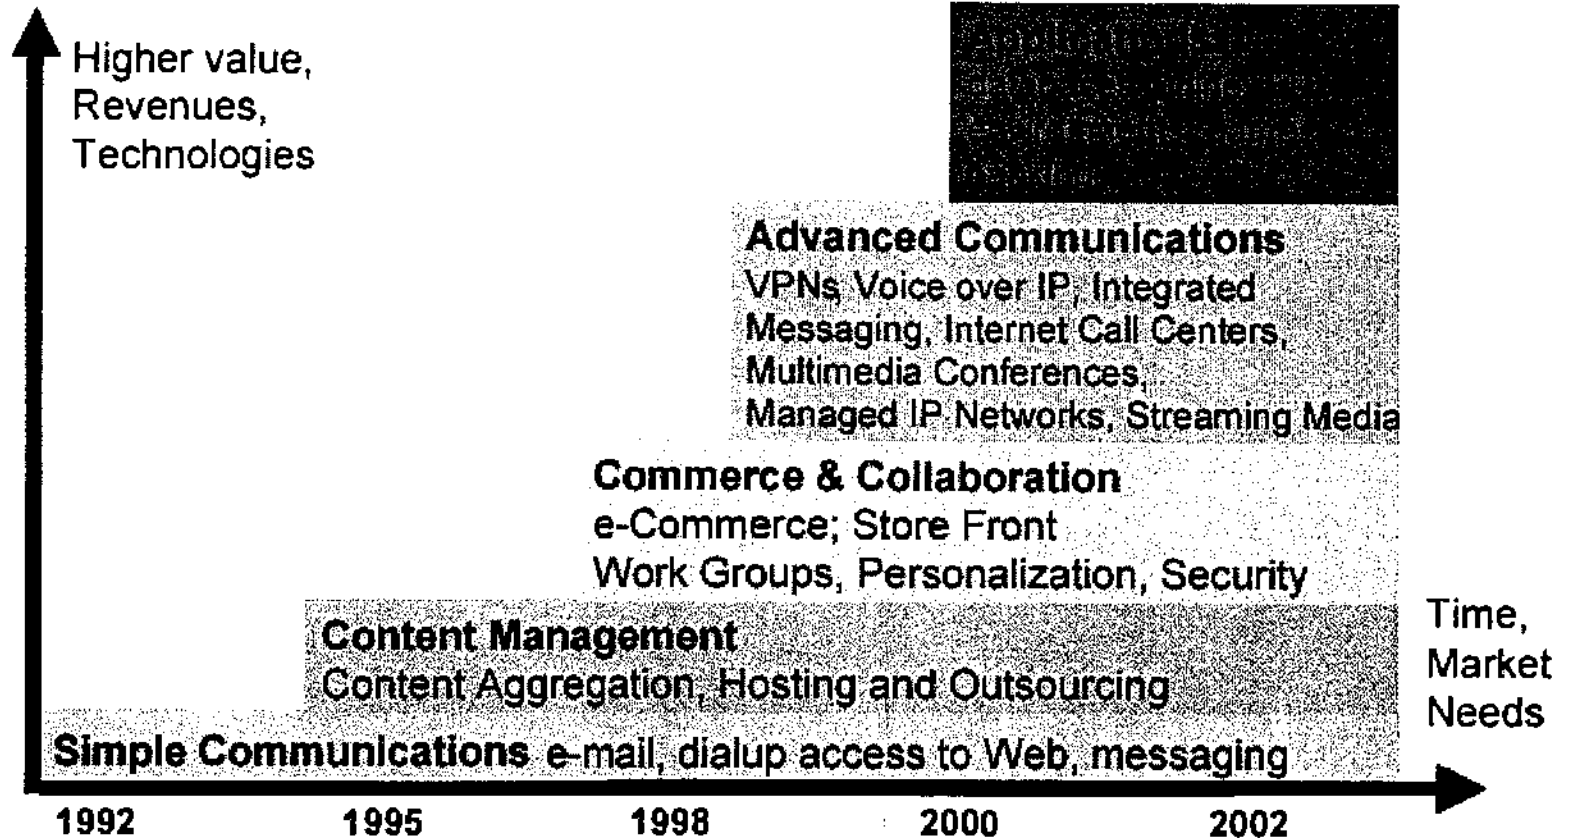 Higher value,
Revenues,
Technologies
Advanced Communications
VPNs Voice over IP, Integrated
Messaging, Internet Call Centers,
Multimedia Conferences,
Managed IP Networks, Streaming Media
Commerce & Collaboration
e-Commerce; Store Front
Work Groups, Personalization, Security
Content Management
Content Aggregation, Hosting and Outsourcing
Simple Communications e-mail, dialup access to Web, messaging
Time,
Market
Needs
1992 1995 1998 2000 2002